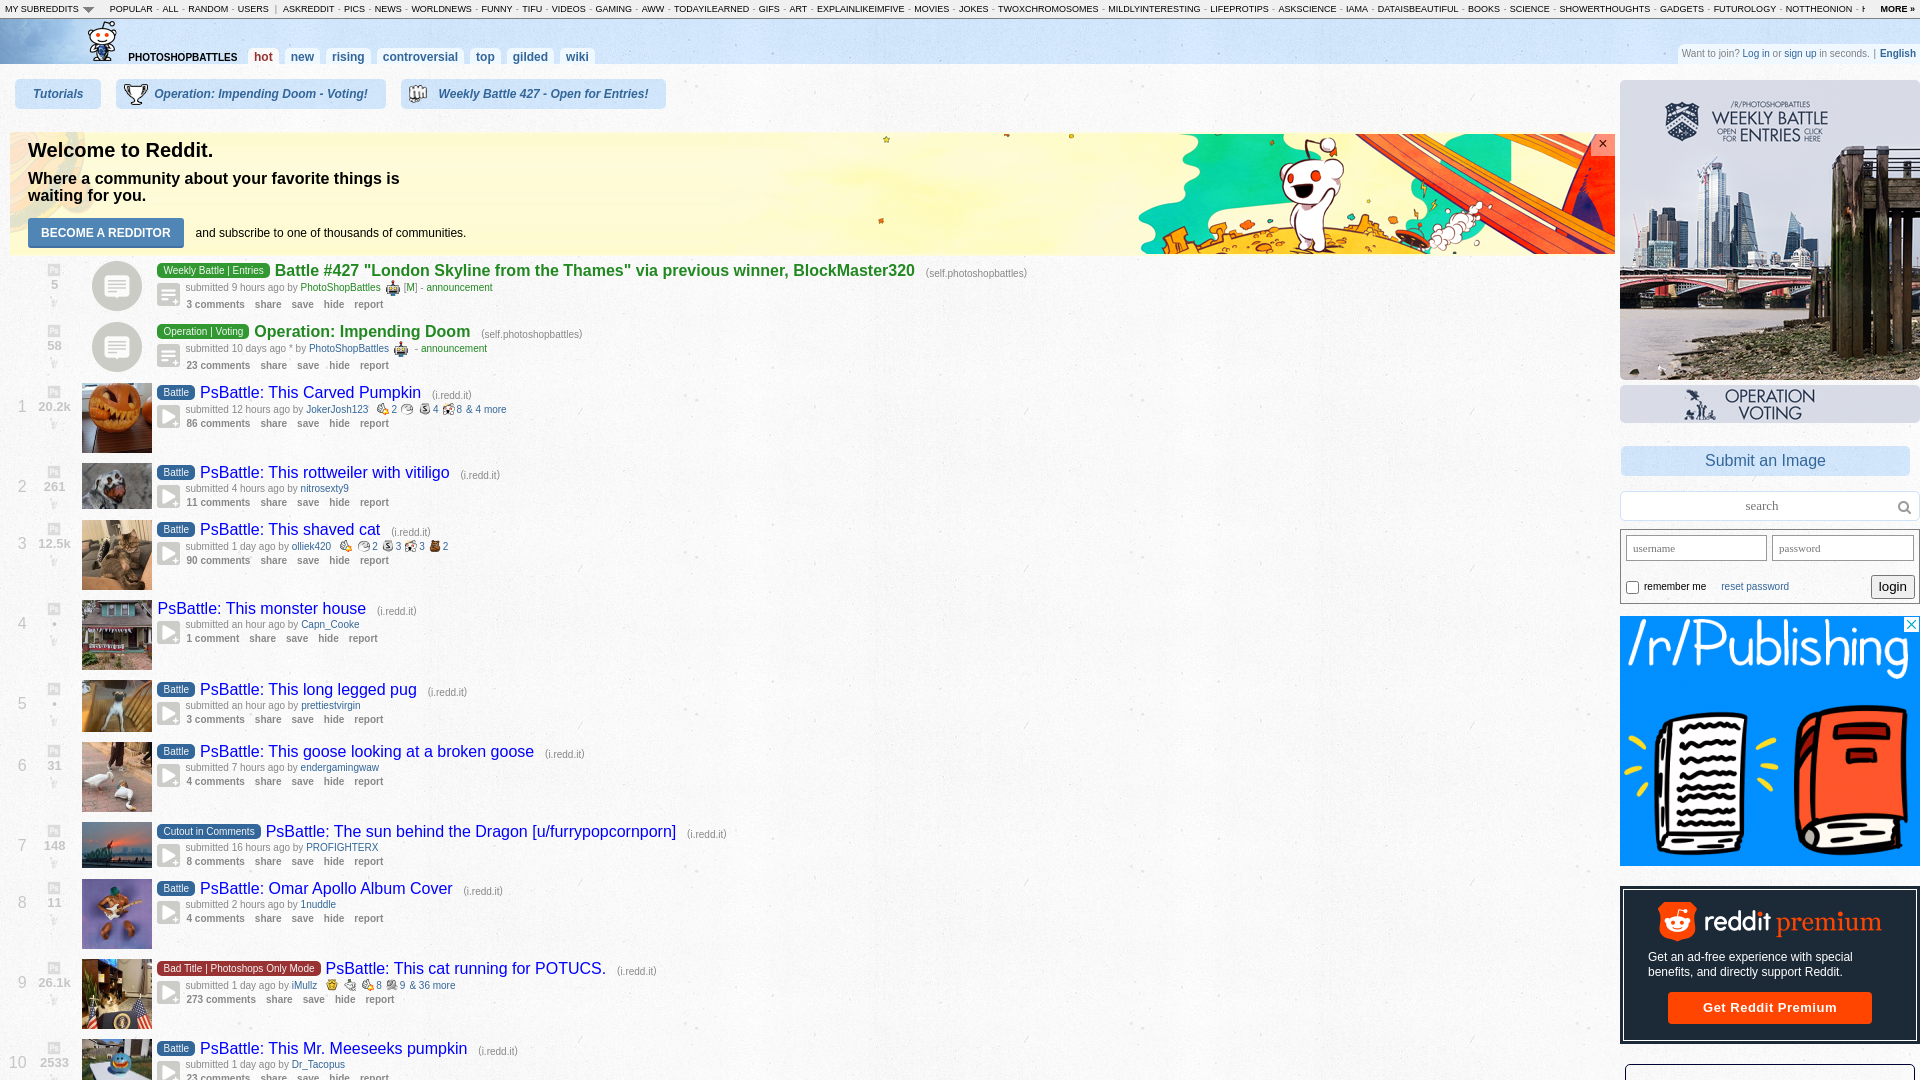 MY SUBREDDITS POPULAR - ALL - RANDOM - USERS | ASKREDDIT - PICS - NEWS - WORLDNEWS - FUNNY - TIFU - VIDEOS - GAMING - AWW - TODAYILEARNED - GIFS - ART - EXPLAINLIKEIMFIVE - MOVIES - JOKES - TWOXCHROMOSOMES - MILDLYINTERESTING - LIFEPROTIPS - ASKSCIENCE - IAMA - DATAISBEAUTIFUL - BOOKS - SCIENCE - SHOWERTHOUGHTS - GADGETS - FUTUROLOGY - NOTTHEONION - MORE »
PHOTOSHOPBATTLES hot new rising controversial top gilded wiki
Want to join? Log in or sign up in seconds. | English
Tutorials Operation: Impending Doom - Voting! Weekly Battle 427 - Open for Entries!
Welcome to Reddit.
Where a community about your favorite things is
waiting for you.
BECOME A REDDITOR and subscribe to one of thousands of communities.
×
5
Weekly Battle | Entries Battle #427 "London Skyline from the Thames" via previous winner, BlockMaster320 (self.photoshopbattles)
submitted 9 hours ago by PhotoShopBattles [M] - announcement
3 comments share save hide report
58
Operation | Voting Operation: Impending Doom (self.photoshopbattles)
submitted 10 days ago * by PhotoShopBattles - announcement
23 comments share save hide report
1 20.2k
Battle PsBattle: This Carved Pumpkin (i.redd.it)
submitted 12 hours ago by JokerJosh123 2 4 8 & 4 more
86 comments share save hide report
2 261
Battle PsBattle: This rottweiler with vitiligo (i.redd.it)
submitted 4 hours ago by nitrosexty9
11 comments share save hide report
3 12.5k
Battle PsBattle: This shaved cat (i.redd.it)
submitted 1 day ago by olliek420 2 3 3 2
90 comments share save hide report
4 •
PsBattle: This monster house (i.redd.it)
submitted an hour ago by Capn_Cooke
1 comment share save hide report
5 •
Battle PsBattle: This long legged pug (i.redd.it)
submitted an hour ago by prettiestvirgin
3 comments share save hide report
6 31
Battle PsBattle: This goose looking at a broken goose (i.redd.it)
submitted 7 hours ago by endergamingwaw
4 comments share save hide report
7 148
Cutout in Comments PsBattle: The sun behind the Dragon [u/furrypopcornporn] (i.redd.it)
submitted 16 hours ago by PROFIGHTERX
8 comments share save hide report
8 11
Battle PsBattle: Omar Apollo Album Cover (i.redd.it)
submitted 2 hours ago by 1nuddle
4 comments share save hide report
9 26.1k
Bad Title | Photoshops Only Mode PsBattle: This cat running for POTUCS. (i.redd.it)
submitted 1 day ago by iMullz 8 9 & 36 more
273 comments share save hide report
10 2533
Battle PsBattle: This Mr. Meeseeks pumpkin (i.redd.it)
submitted 1 day ago by Dr_Tacopus
23 comments share save hide report
/R/PHOTOSHOPBATTLES
WEEKLY BATTLE
OPEN FOR ENTRIES CLICK HERE
OPERATION
VOTING
Submit an Image
search
username password
remember me reset password login
/r/Publishing
reddit premium
Get an ad-free experience with special
benefits, and directly support Reddit.
Get Reddit Premium